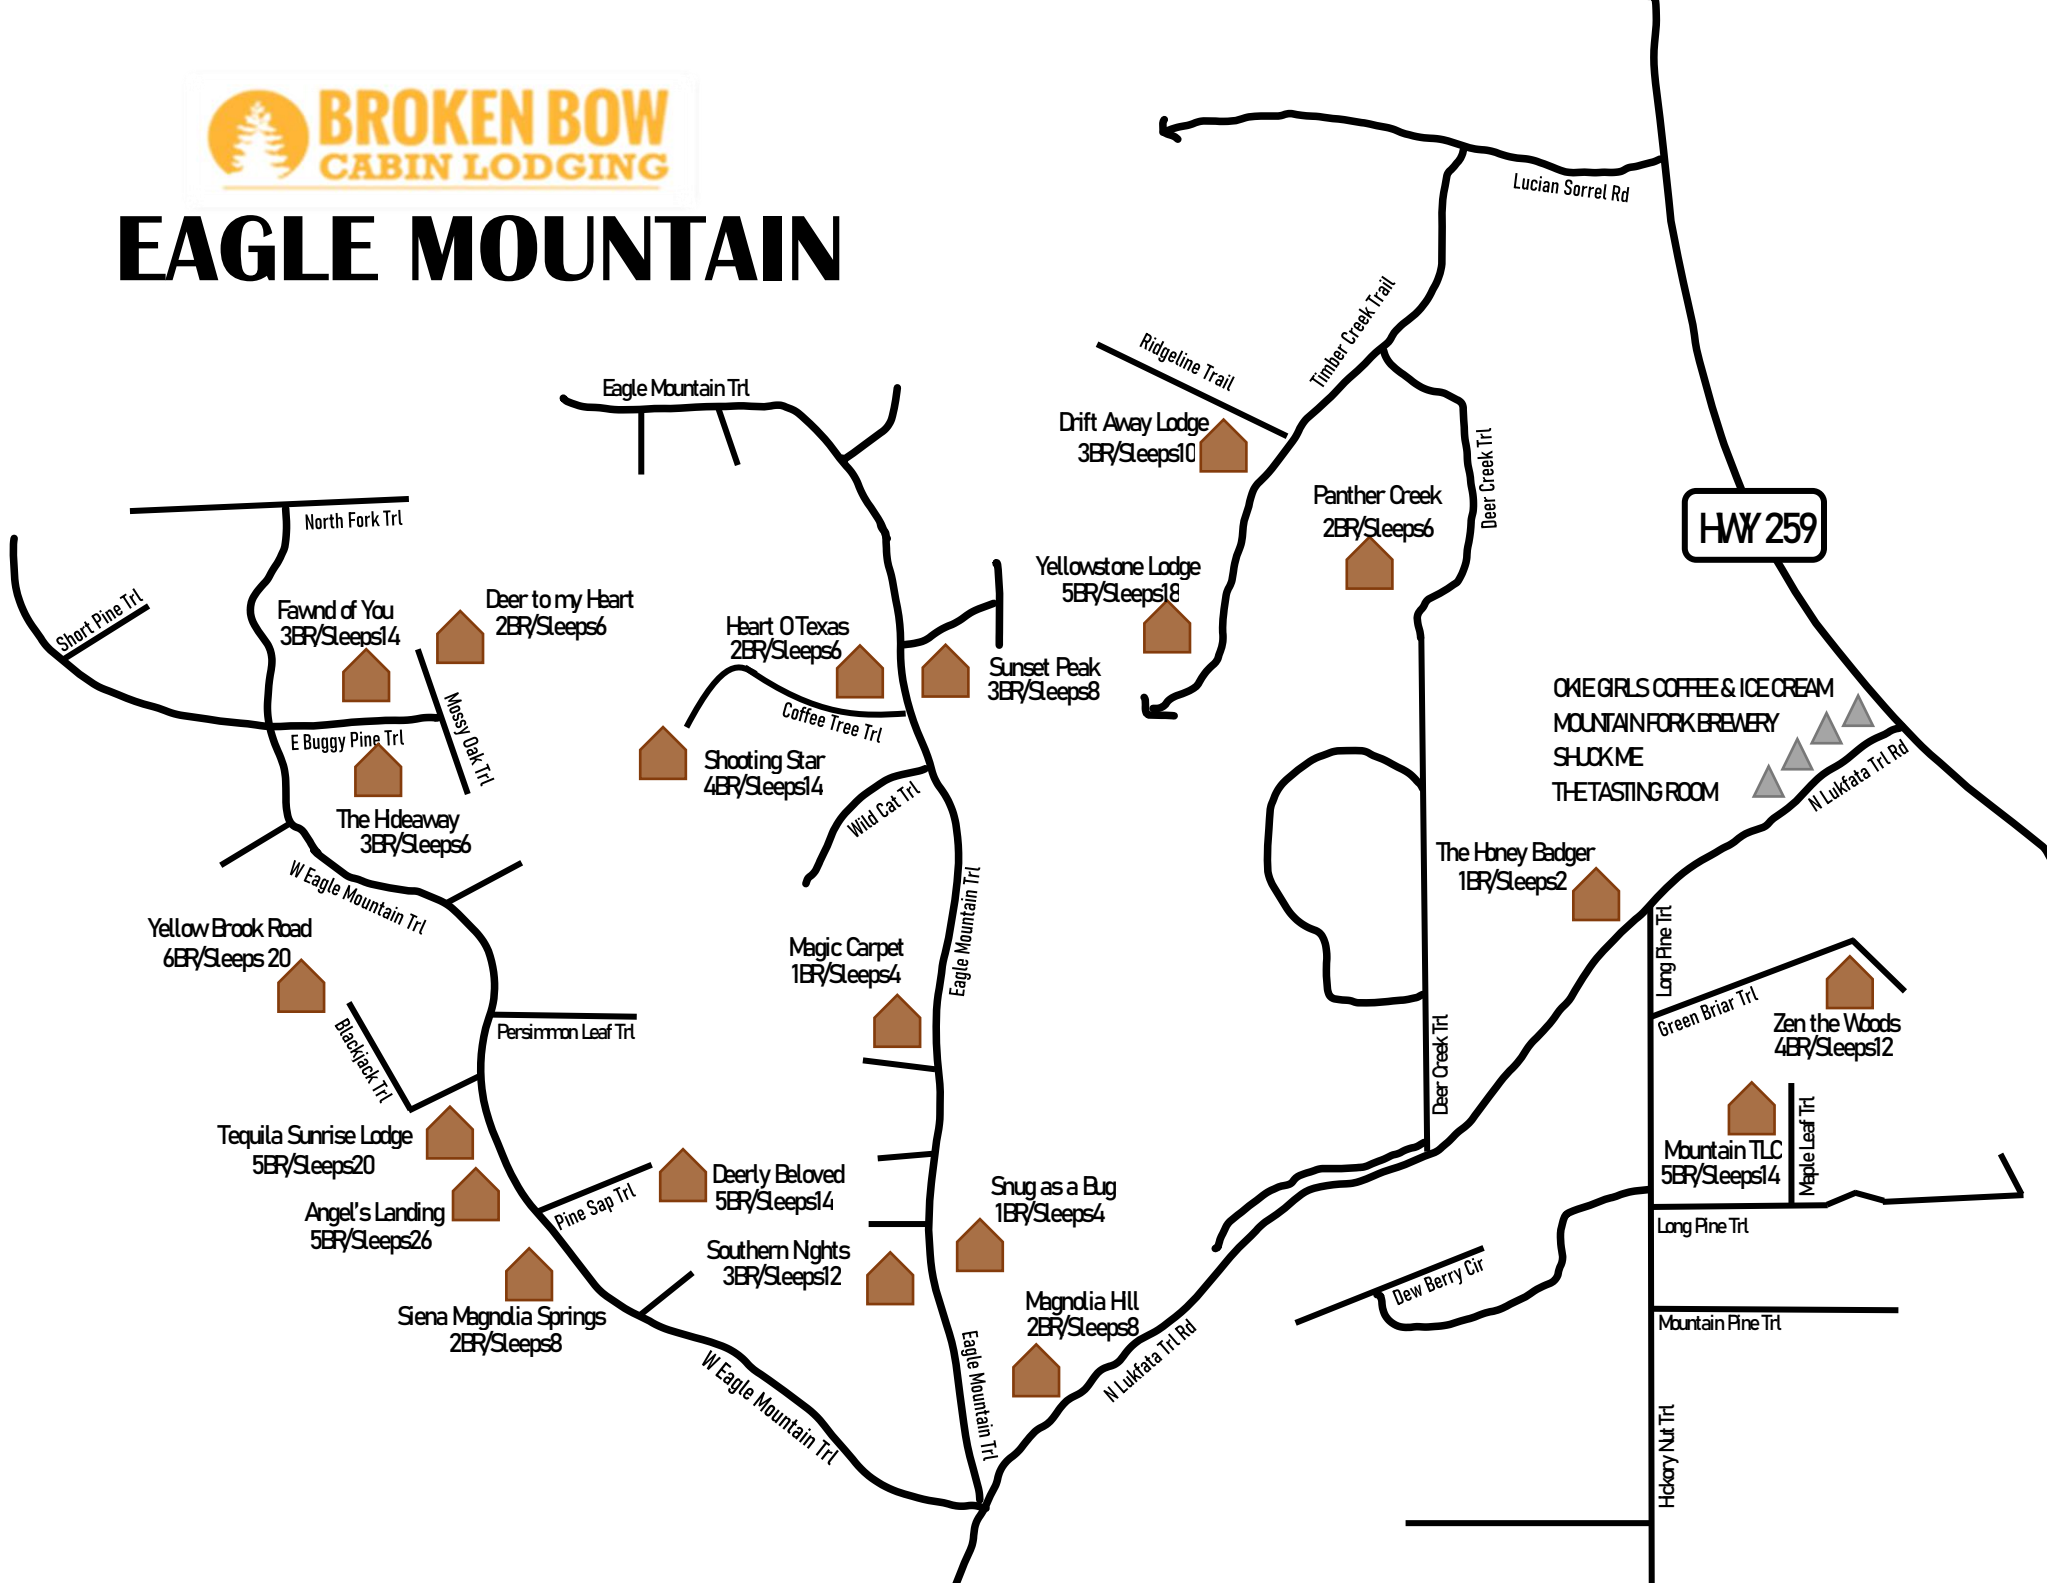 BROKEN BOW
CABIN LODGING
EAGLE MOUNTAIN
Lucian Sorrel Rd
Timber Creek Trail
Ridgeline Trail
Eagle Mountain Trl
Drift Away Lodge
3BR/Sleeps10
Deer Creek Trl
Panther Creek
2BR/Sleeps6
HWY 259
North Fork Trl
Yellowstone Lodge
5BR/Sleeps18
Short Pine Trl
Fawnd of You
3BR/Sleeps14
Deer to my Heart
2BR/Sleeps6
Heart O Texas
2BR/Sleeps6
Sunset Peak
3BR/Sleeps8
Mossy Oak Trl
Coffee Tree Trl
E Buggy Pine Trl
OKIE GIRLS COFFEE & ICE CREAM
MOUNTAIN FORK BREWERY
SHUCK ME
THE TASTING ROOM
N Lukfata Trl Rd
Shooting Star
4BR/Sleeps14
Wild Cat Trl
The Hideaway
3BR/Sleeps6
The Honey Badger
1BR/Sleeps2
W Eagle Mountain Trl
Eagle Mountain Trl
Yellow Brook Road
6BR/Sleeps 20
Magic Carpet
1BR/Sleeps4
Long Pine Trl
Green Briar Trl
Zen the Woods
4BR/Sleeps12
Persimmon Leaf Trl
Blackjack Trl
Deer Creek Trl
Tequila Sunrise Lodge
5BR/Sleeps20
Mountain TLC
5BR/Sleeps14
Maple Leaf Trl
Deerly Beloved
5BR/Sleeps14
Pine Sap Trl
Snug as a Bug
1BR/Sleeps4
Angel's Landing
5BR/Sleeps26
Long Pine Trl
Southern Nights
3BR/Sleeps12
Dew Berry Cir
Siena Magnolia Springs
2BR/Sleeps8
Magnolia Hill
2BR/Sleeps8
Mountain Pine Trl
N Lukfata Trl Rd
W Eagle Mountain Trl
Eagle Mountain Trl
Hickory Nut Trl